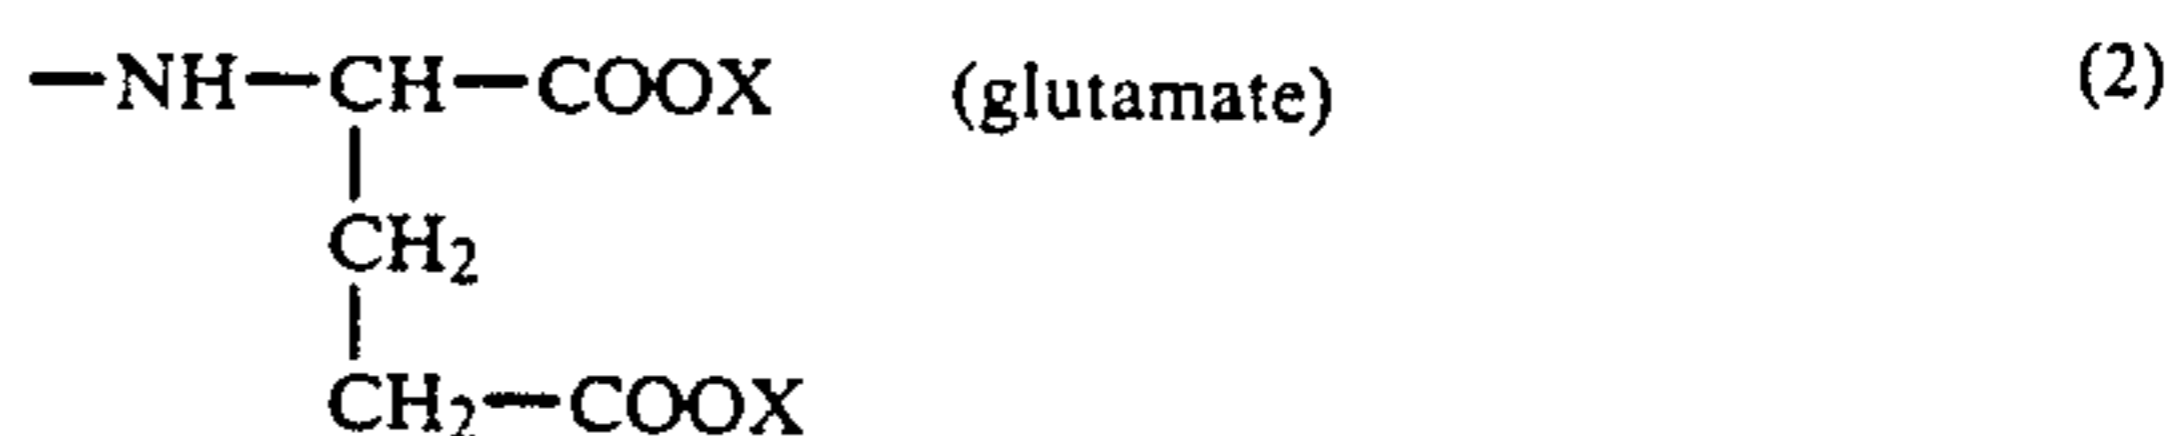 —NH—CH—COOX (glutamate) (2)
CH₂
CH₂—COOX